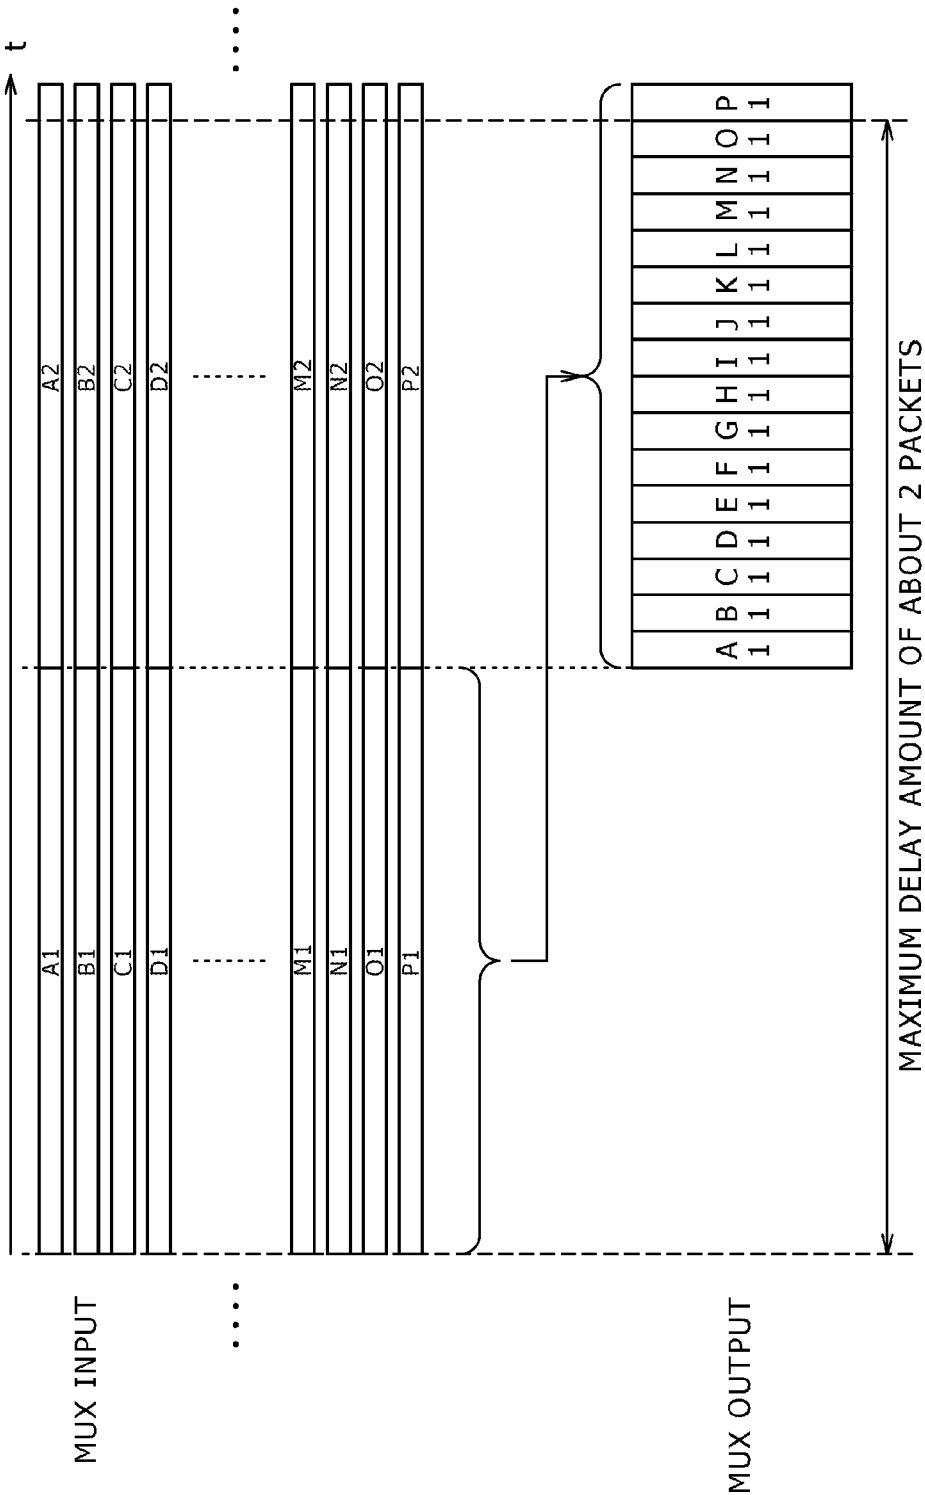 t
MUX INPUT
A1 A2
B1 B2
C1 C2
D1 D2
M1 M2
N1 N2
O1 O2
P1 P2
MUX OUTPUT
A B C D E F G H I J K L M N O P
1 1 1 1 1 1 1 1 1 1 1 1 1 1 1 1
MAXIMUM DELAY AMOUNT OF ABOUT 2 PACKETS